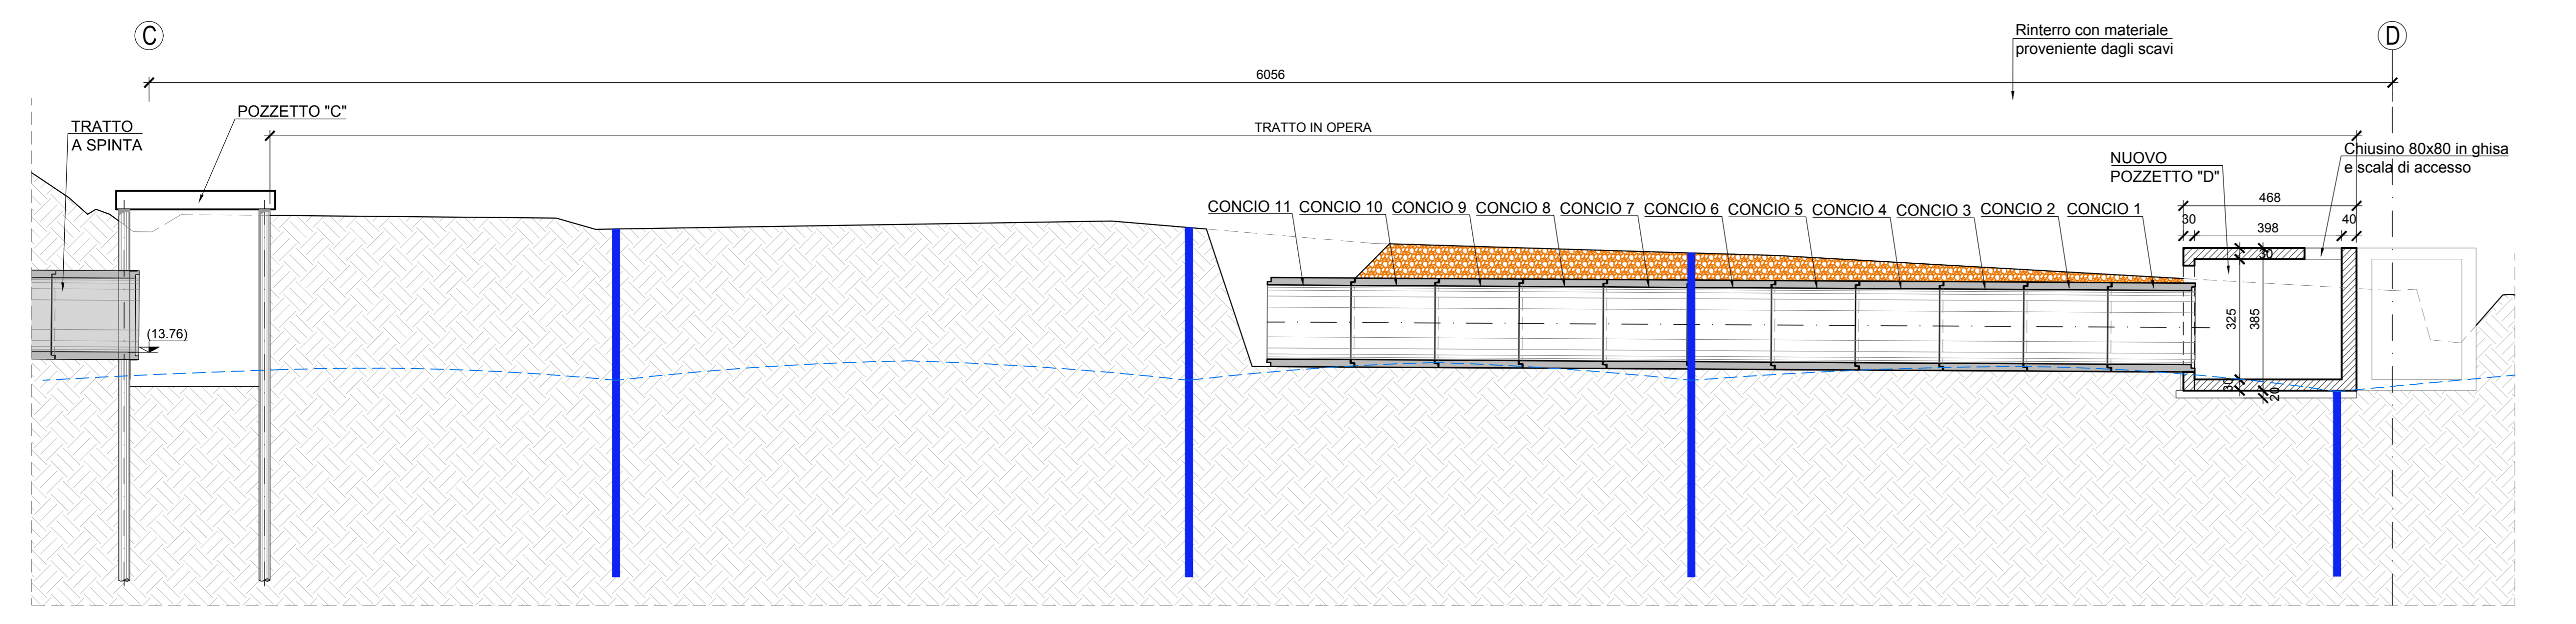 C
D
Rinterro con materiale
proveniente dagli scavi
6056
POZZETTO "C"
TRATTO
A SPINTA
TRATTO IN OPERA
Chiusino 80x80 in ghisa
e scala di accesso
NUOVO
POZZETTO "D"
468
CONCIO 11
CONCIO 10
CONCIO 9
CONCIO 8
CONCIO 7
CONCIO 6
CONCIO 5
CONCIO 4
CONCIO 3
CONCIO 2
CONCIO 1
30
40
398
30
325
385
(13.76)
30
20